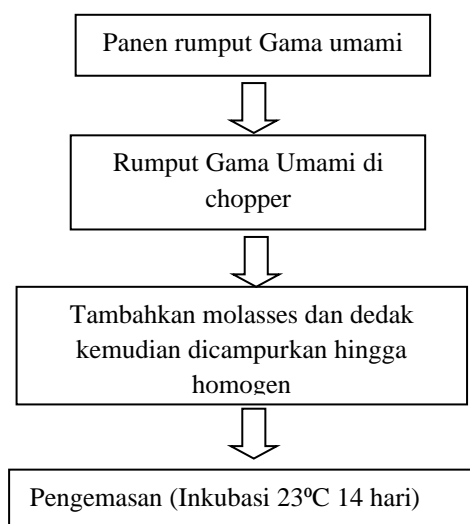 Panen rumput Gama umami
Rumput Gama Umami di
chopper
Tambahkan molasses dan dedak
kemudian dicampurkan hingga
homogen
Pengemasan (Inkubasi 23ºC 14 hari)